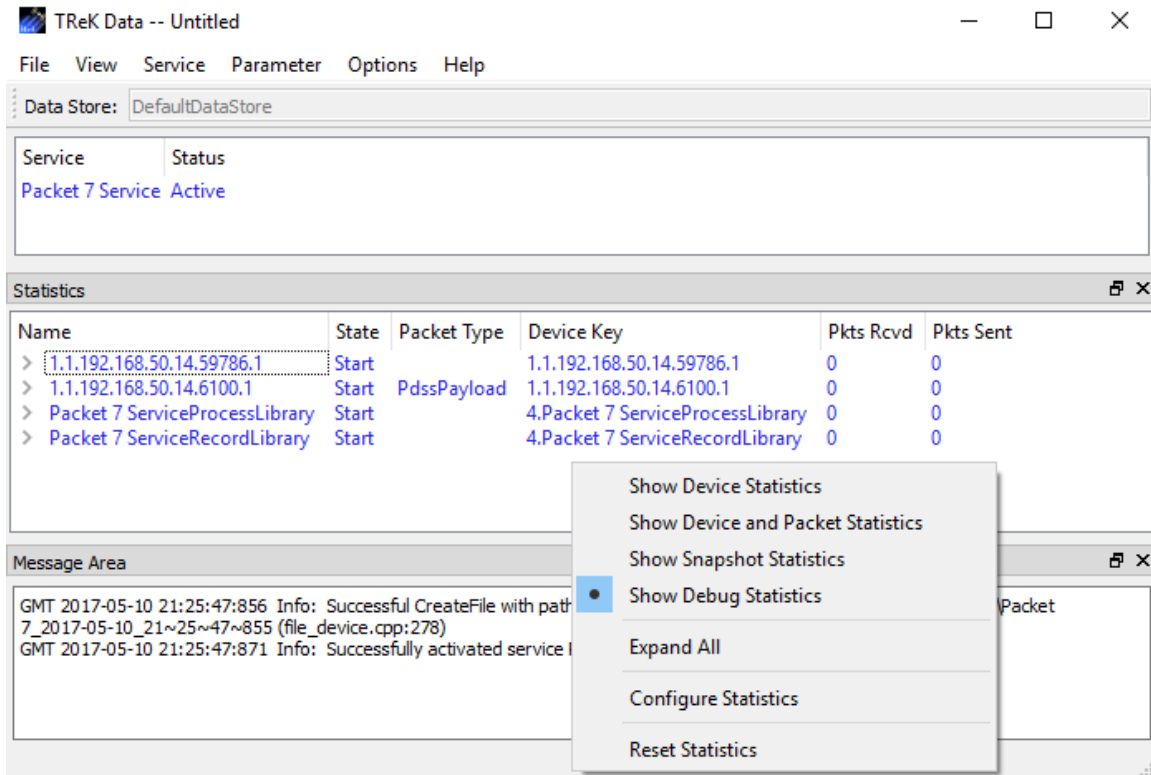 TReK Data -- Untitled
File View Service Parameter Options Help
Data Store: DefaultDataStore
Service Status
Packet 7 Service Active
Statistics
Name State Packet Type Device Key Pkts Rcvd Pkts Sent
1.1.192.168.50.14.59786.1 Start 1.1.192.168.50.14.59786.1 0 0
1.1.192.168.50.14.6100.1 Start PdssPayload 1.1.192.168.50.14.6100.1 0 0
Packet 7 ServiceProcessLibrary Start 4.Packet 7 ServiceProcessLibrary 0 0
Packet 7 ServiceRecordLibrary Start 4.Packet 7 ServiceRecordLibrary 0 0
Show Device Statistics
Show Device and Packet Statistics
Show Snapshot Statistics
Show Debug Statistics
Expand All
Configure Statistics
Reset Statistics
Message Area
GMT 2017-05-10 21:25:47:856 Info: Successful CreateFile with path \Packet
7_2017-05-10_21~25~47~855 (file_device.cpp:278)
GMT 2017-05-10 21:25:47:871 Info: Successfully activated service